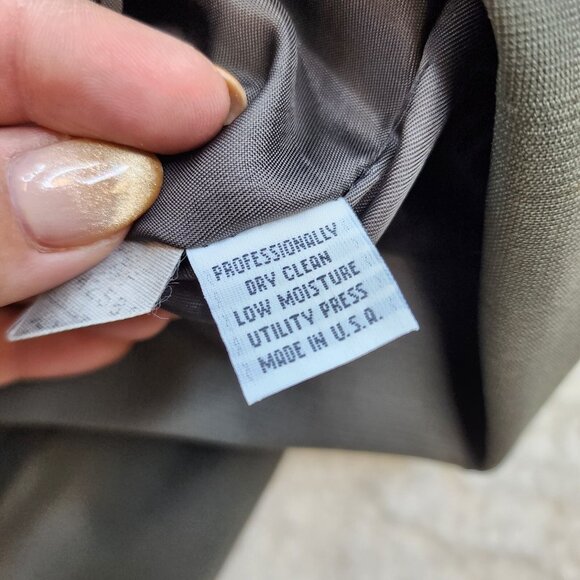 PROFESSIONALLY
DRY CLEAN
LOW MOISTURE
UTILITY PRESS
MADE IN U.S.A.